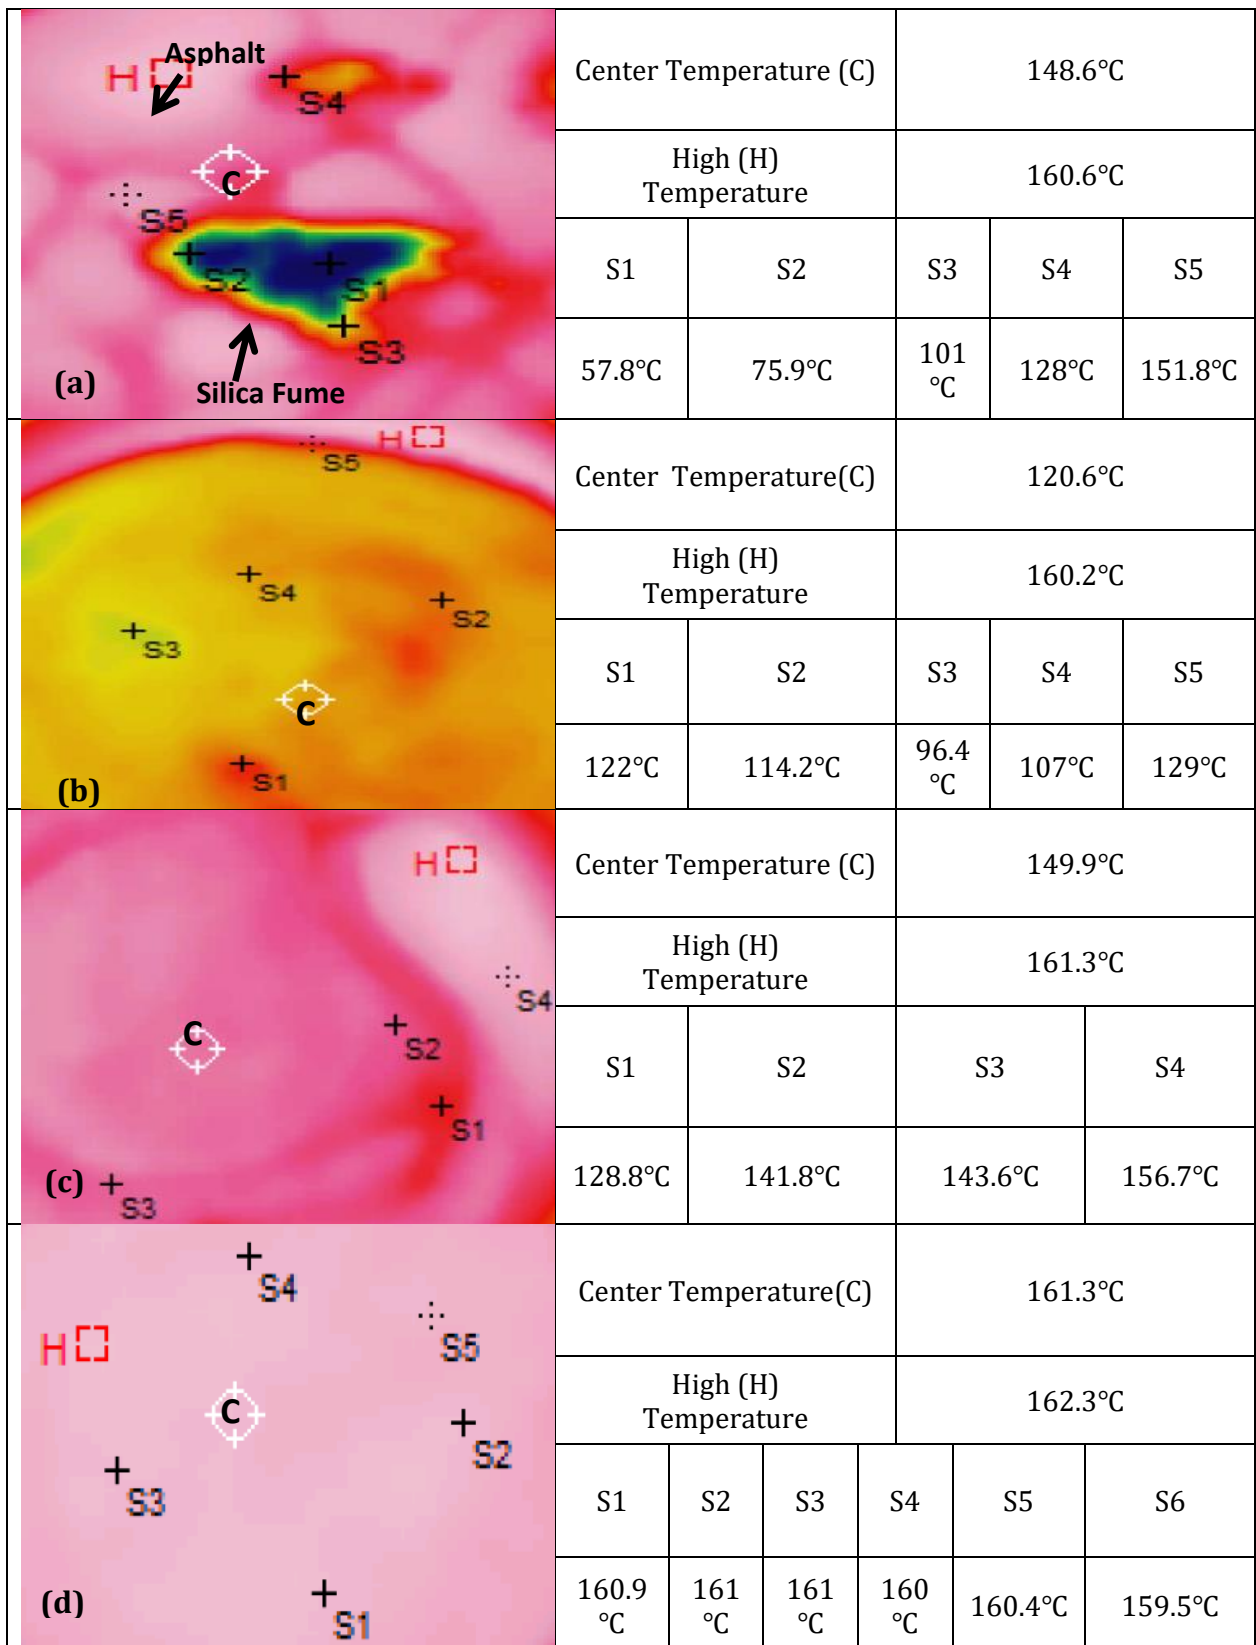 Asphalt
H
S4
C
S5
S2
S1
S3
(a)
Silica Fume
Center Temperature (C)
148.6°C
High (H)
Temperature
160.6°C
S1 S2 S3 S4 S5
57.8°C 75.9°C 101 °C 128°C 151.8°C
H
S5
S4
S2
S3
C
S1
(b)
Center Temperature(C)
120.6°C
High (H)
Temperature
160.2°C
S1 S2 S3 S4 S5
122°C 114.2°C 96.4 °C 107°C 129°C
H
S4
C
S2
S1
(c)
S3
Center Temperature (C)
149.9°C
High (H)
Temperature
161.3°C
S1 S2 S3 S4
128.8°C 141.8°C 143.6°C 156.7°C
S4
S5
H
C
S2
S3
(d)
S1
Center Temperature(C)
161.3°C
High (H)
Temperature
162.3°C
S1 S2 S3 S4 S5 S6
160.9 °C 161 °C 161 °C 160 °C 160.4°C 159.5°C